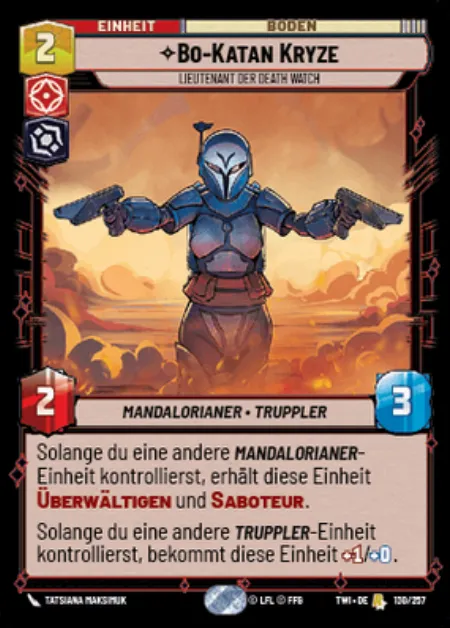 EINHEIT BODEN
2 Bo-Katan Kryze
LIEUTENANT DER DEATH WATCH
2 MANDALORIANER • TRUPPLER 3
Solange du eine andere MANDALORIANER-
Einheit kontrollierst, erhält diese Einheit
ÜBERWÄLTIGEN und SABOTEUR.
Solange du eine andere TRUPPLER-Einheit
kontrollierst, bekommt diese Einheit +1/+0.
TATSIANA MAKSIMUK © LFL © FFG TWI • DE 130/257